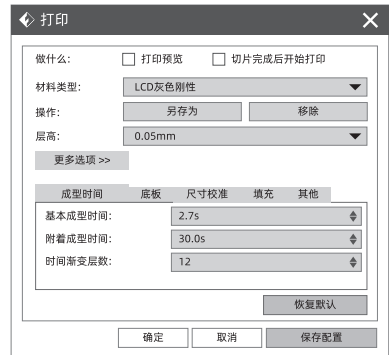 打印
做什么: 打印预览 切片完成后开始打印
材料类型: LCD灰色刚性
操作: 另存为 移除
层高: 0.05mm
更多选项 >>
成型时间 底板 尺寸校准 填充 其他
基本成型时间: 2.7s
附着成型时间: 30.0s
时间渐变层数: 12
恢复默认
确定 取消 保存配置